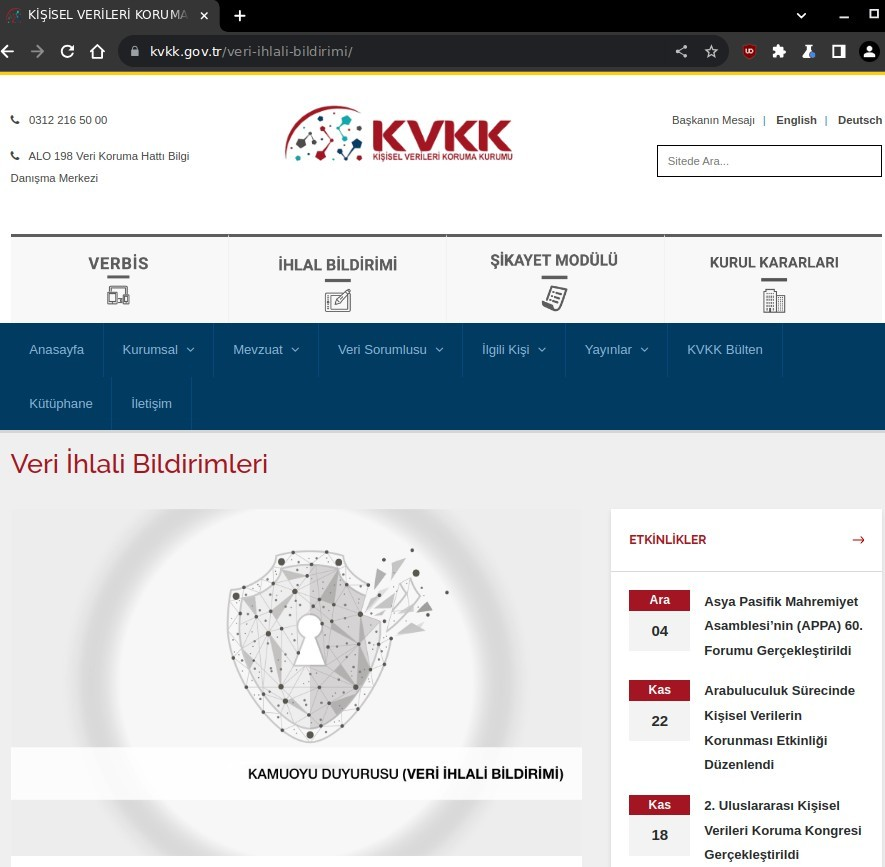 KİŞİSEL VERİLERİ KORUMA
kvkk.gov.tr/veri-ihlali-bildirimi/
0312 216 50 00
ALO 198 Veri Koruma Hattı Bilgi
Danışma Merkezi
KVKK
KİŞİSEL VERİLERİ KORUMA KURUMU
Başkanın Mesajı | English | Deutsch
Sitede Ara...
VERBİS
İHLAL BİLDİRİMİ
ŞİKAYET MODÜLÜ
KURUL KARARLARI
Anasayfa Kurumsal Mevzuat Veri Sorumlusu İlgili Kişi Yayınlar KVKK Bülten
Kütüphane İletişim
Veri İhlali Bildirimleri
KAMUOYU DUYURUSU (VERİ İHLALİ BİLDİRİMİ)
ETKİNLİKLER
Ara
04
Asya Pasifik Mahremiyet
Asamblesi'nin (APPA) 60.
Forumu Gerçekleştirildi
Kas
22
Arabuluculuk Sürecinde
Kişisel Verilerin
Korunması Etkinliği
Düzenlendi
Kas
18
2. Uluslararası Kişisel
Verileri Koruma Kongresi
Gerçekleştirildi